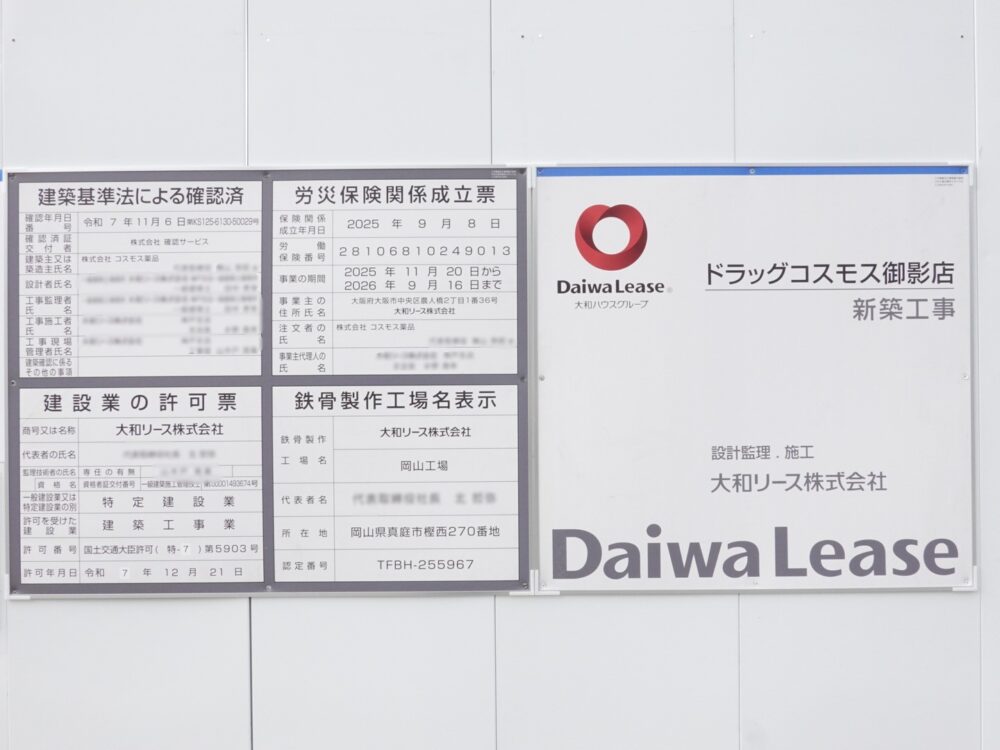 建築基準法による確認済
確認年月日番号 令和 7 年 11月 6 日 第KS125-6130-50029号
確認済証交付者 株式会社 確認サービス
建築主又は築造主氏名 株式会社 コスモス薬品
設計者氏名
工事監理者氏名
工事施工者氏名
工事現場管理者氏名
建築確認に係るその他の事項
労災保険関係成立票
保険関係成立年月日 2025 年 9 月 8 日
労働保険番号 28106810249013
事業の期間 2025 年 11 月 20 日から
2026 年 9 月 16 日まで
事業主の住所氏名 大阪府大阪市中央区農人橋2丁目1番36号
大和リース株式会社
注文者の氏名 株式会社 コスモス薬品
事業主代理人の氏名
建設業の許可票
商号又は名称 大和リース株式会社
代表者の氏名
監理技術者の氏名 専任の有無
資格名 資格者証交付番号
一般建設業又は特定建設業の別 特定建設業
許可を受けた建設業 建築工事業
許可番号 国土交通大臣許可( 特-7 )第5903号
許可年月日 令和 7 年 12 月 21 日
鉄骨製作工場名表示
鉄骨製作工場名 大和リース株式会社
岡山工場
代表者名
所在地 岡山県真庭市樫西270番地
認定番号 TFBH-255967
Daiwa Lease®
大和ハウスグループ
ドラッグコスモス御影店
新築工事
設計監理．施工
大和リース株式会社
Daiwa Lease